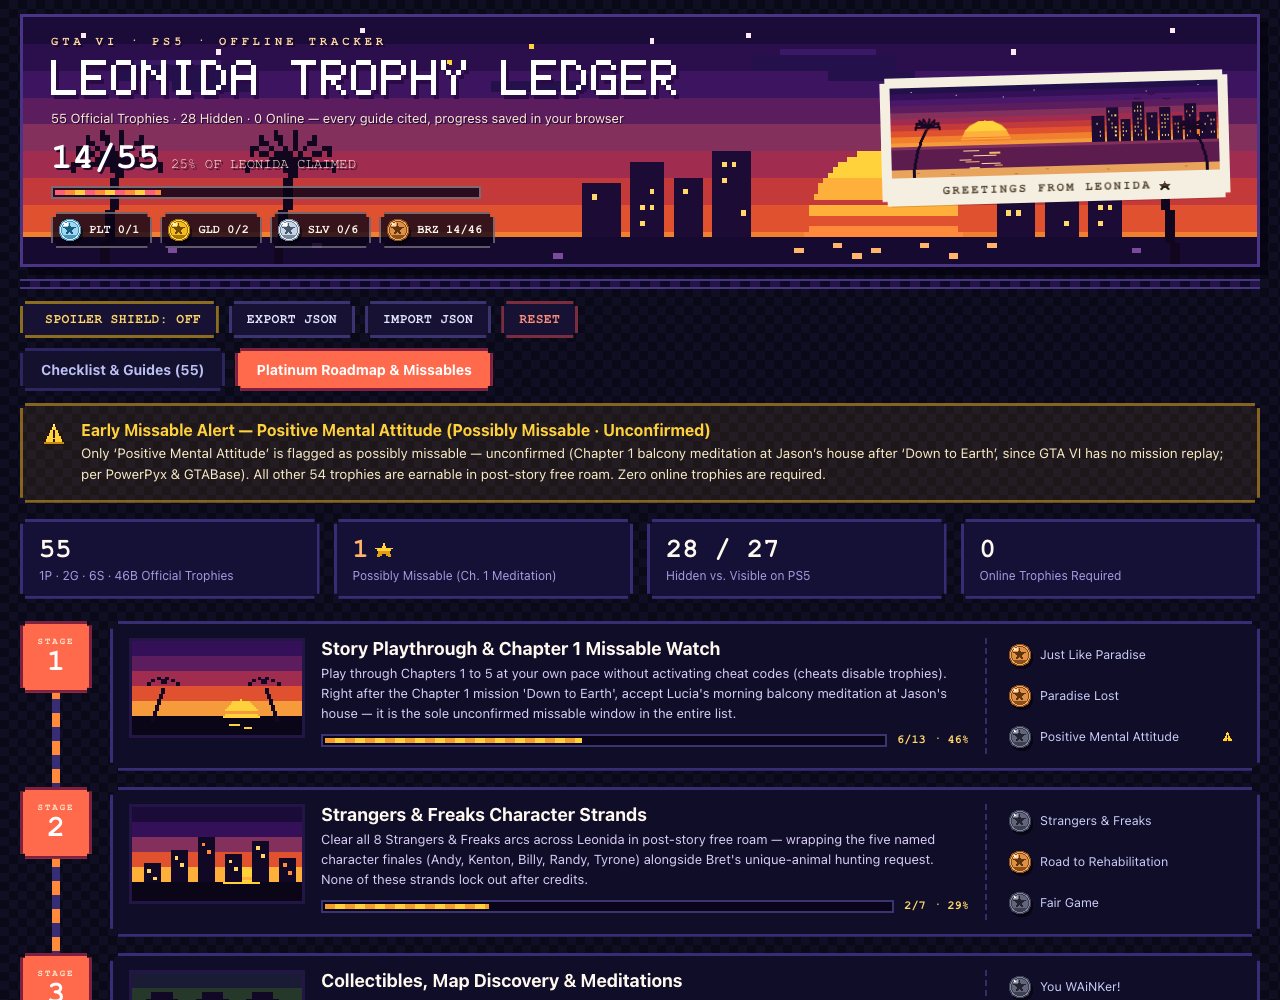 GTA VI · PS5 · OFFLINE TRACKER
LEONIDA TROPHY LEDGER
55 Official Trophies · 28 Hidden · 0 Online — every guide cited, progress saved in your browser
14/55 25% OF LEONIDA CLAIMED
PLT 0/1 GLD 0/2 SLV 0/6 BRZ 14/46
GREETINGS FROM LEONIDA
SPOILER SHIELD: OFF EXPORT JSON IMPORT JSON RESET
Checklist & Guides (55) Platinum Roadmap & Missables
Early Missable Alert — Positive Mental Attitude (Possibly Missable · Unconfirmed)
Only ‘Positive Mental Attitude’ is flagged as possibly missable — unconfirmed (Chapter 1 balcony meditation at Jason’s house after ‘Down to Earth’, since GTA VI has no mission replay;
per PowerPyx & GTABase). All other 54 trophies are earnable in post-story free roam. Zero online trophies are required.
55
1P · 2G · 6S · 46B Official Trophies
1
Possibly Missable (Ch. 1 Meditation)
28 / 27
Hidden vs. Visible on PS5
0
Online Trophies Required
STAGE
1
Story Playthrough & Chapter 1 Missable Watch
Play through Chapters 1 to 5 at your own pace without activating cheat codes (cheats disable trophies).
Right after the Chapter 1 mission 'Down to Earth', accept Lucia's morning balcony meditation at Jason's
house — it is the sole unconfirmed missable window in the entire list.
6/13 · 46%
Just Like Paradise
Paradise Lost
Positive Mental Attitude
STAGE
2
Strangers & Freaks Character Strands
Clear all 8 Strangers & Freaks arcs across Leonida in post-story free roam — wrapping the five named
character finales (Andy, Kenton, Billy, Randy, Tyrone) alongside Bret's unique-animal hunting request.
None of these strands lock out after credits.
2/7 · 29%
Strangers & Freaks
Road to Rehabilitation
Fair Game
STAGE
3
Collectibles, Map Discovery & Meditations
You WAiNKer!